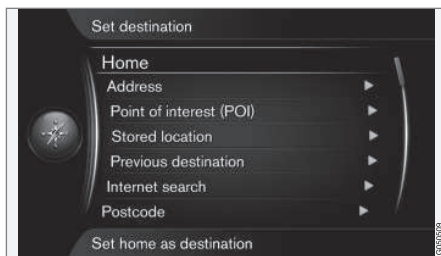 Set destination
Home
Address
Point of interest (POI)
Stored location
Previous destination
Internet search
Postcode
Set home as destination
G050509